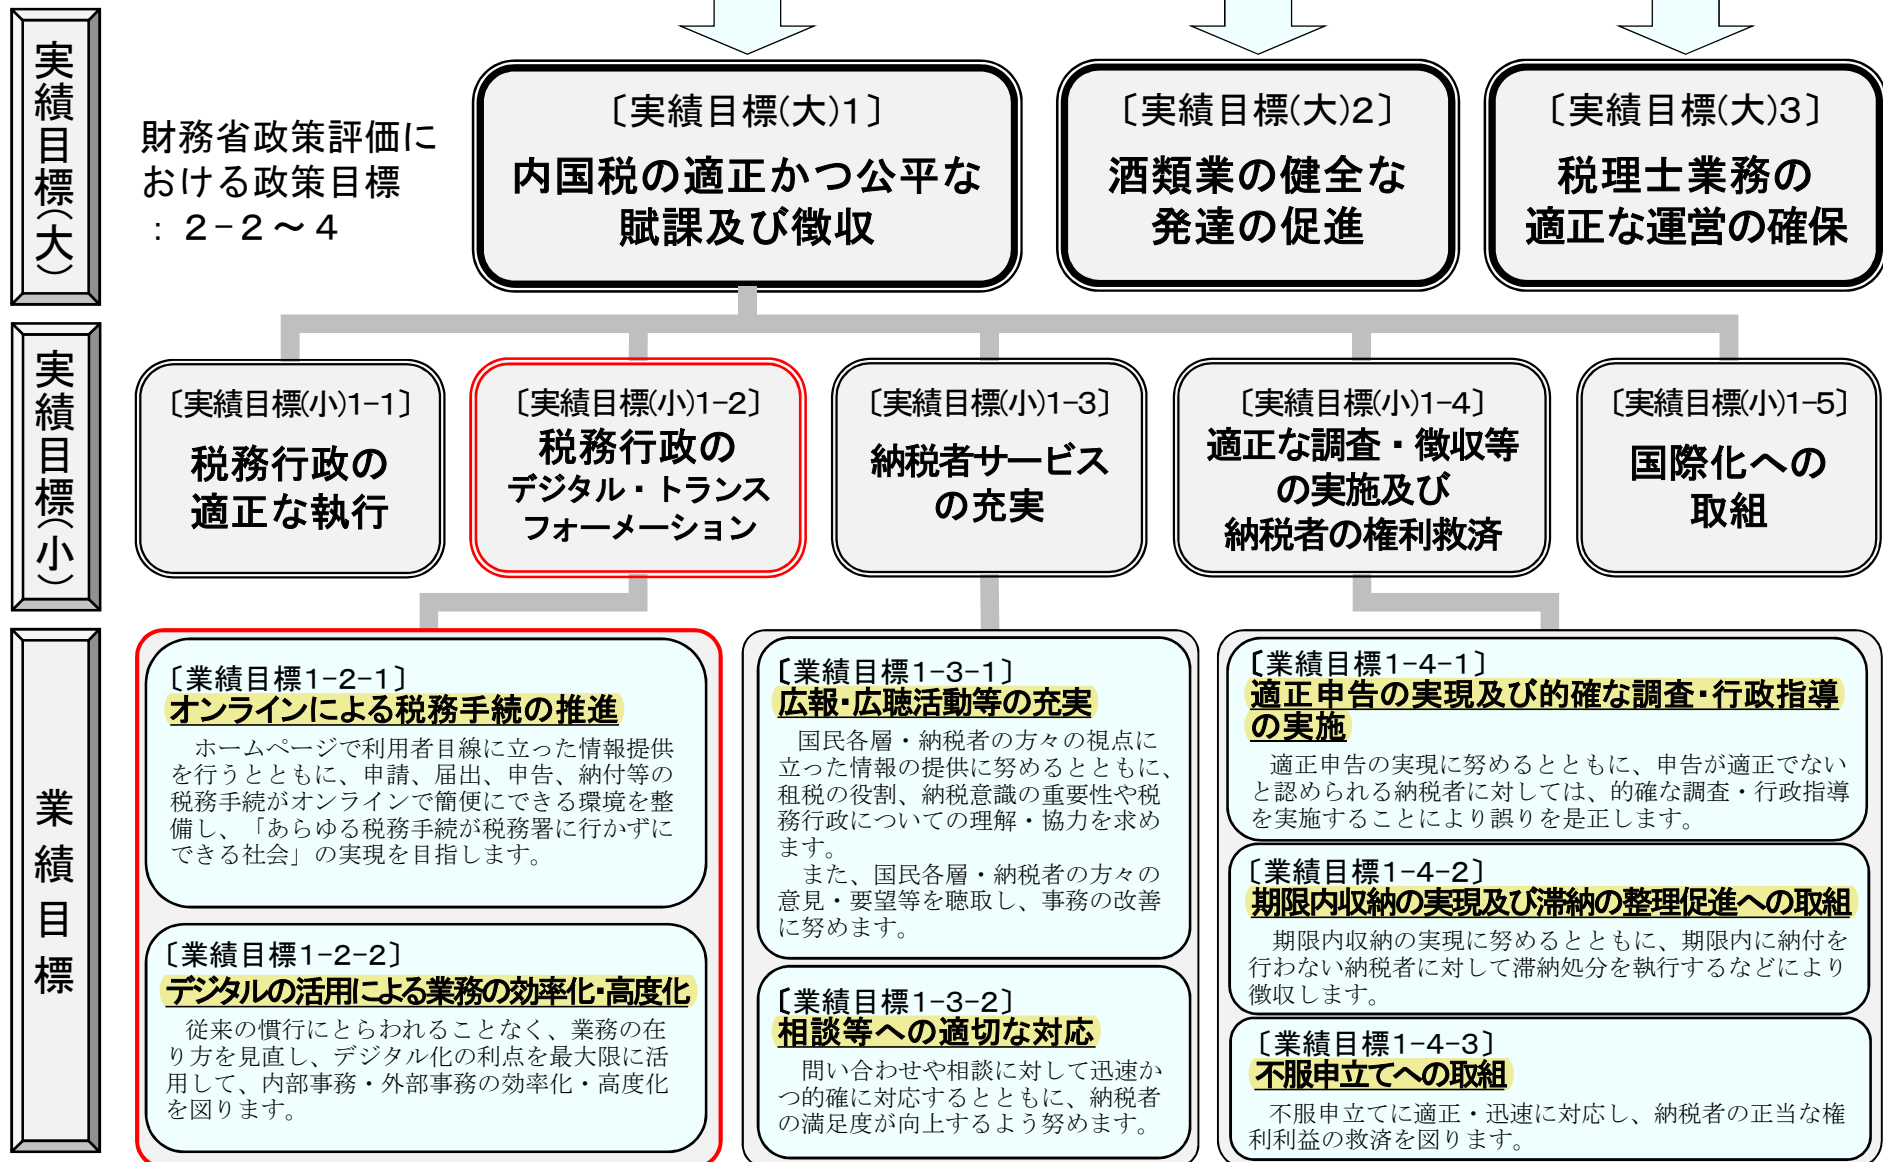 実績目標(大)
財務省政策評価に
おける政策目標
：２−２～４
〔実績目標(大)1〕
内国税の適正かつ公平な
賦課及び徴収
〔実績目標(大)2〕
酒類業の健全な
発達の促進
〔実績目標(大)3〕
税理士業務の
適正な運営の確保
実績目標(小)
〔実績目標(小)1−1〕
税務行政の
適正な執行
〔実績目標(小)1−2〕
税務行政の
デジタル・トランス
フォーメーション
〔実績目標(小)1−3〕
納税者サービス
の充実
〔実績目標(小)1−4〕
適正な調査・徴収等
の実施及び
納税者の権利救済
〔実績目標(小)1−5〕
国際化への
取組
業績目標
〔業績目標1−2−1〕
オンラインによる税務手続の推進
ホームページで利用者目線に立った情報提供
を行うとともに、申請、届出、申告、納付等の
税務手続がオンラインで簡便にできる環境を整
備し、「あらゆる税務手続が税務署に行かずに
できる社会」の実現を目指します。
〔業績目標1−2−2〕
デジタルの活用による業務の効率化・高度化
従来の慣行にとらわれることなく、業務の在
り方を見直し、デジタル化の利点を最大限に活
用して、内部事務・外部事務の効率化・高度化
を図ります。
〔業績目標1−3−1〕
広報・広聴活動等の充実
国民各層・納税者の方々の視点に
立った情報の提供に努めるとともに、
租税の役割、納税意識の重要性や税
務行政についての理解・協力を求め
ます。
また、国民各層・納税者の方々の
意見・要望等を聴取し、事務の改善
に努めます。
〔業績目標1−3−2〕
相談等への適切な対応
問い合わせや相談に対して迅速か
つ的確に対応するとともに、納税者
の満足度が向上するよう努めます。
〔業績目標1−4−1〕
適正申告の実現及び的確な調査・行政指導
の実施
適正申告の実現に努めるとともに、申告が適正でない
と認められる納税者に対しては、的確な調査・行政指導
を実施することにより誤りを是正します。
〔業績目標1−4−2〕
期限内収納の実現及び滞納の整理促進への取組
期限内収納の実現に努めるとともに、期限内に納付を
行わない納税者に対して滞納処分を執行するなどにより
徴収します。
〔業績目標1−4−3〕
不服申立てへの取組
不服申立てに適正・迅速に対応し、納税者の正当な権
利利益の救済を図ります。